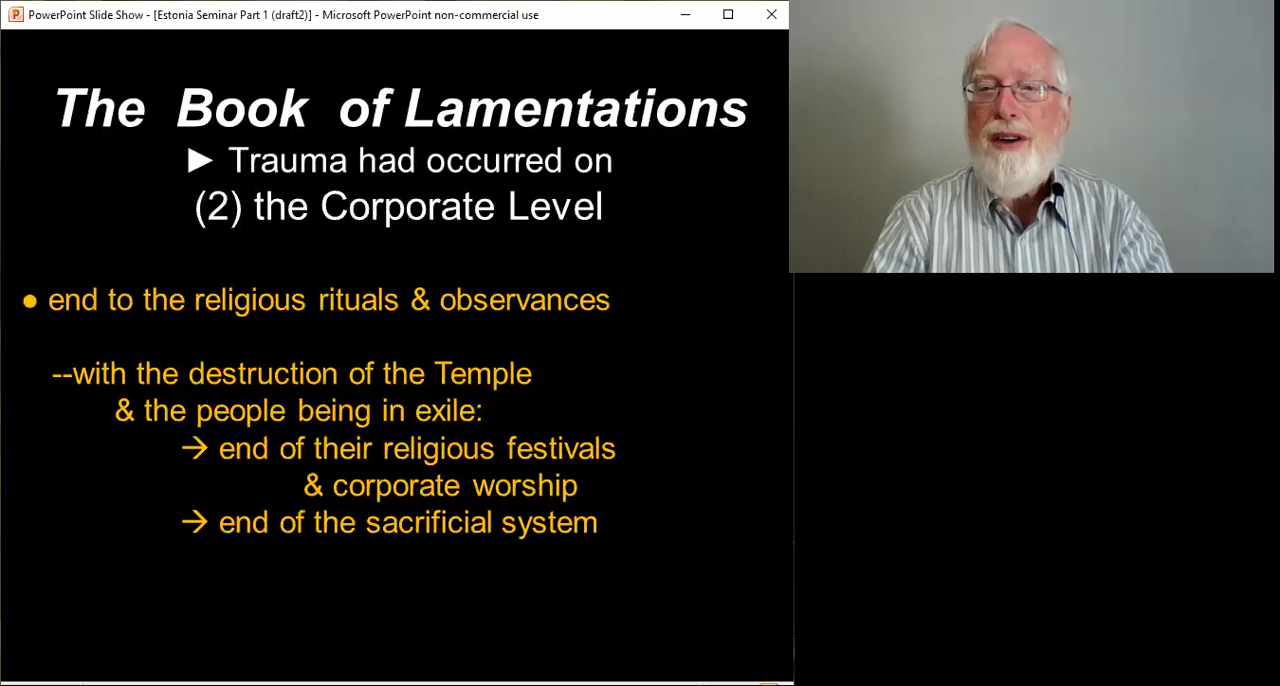 PowerPoint Slide Show - [Estonia Seminar Part 1 (draft2)] - Microsoft PowerPoint non-commercial use
The Book of Lamentations
► Trauma had occurred on
(2) the Corporate Level
● end to the religious rituals & observances
--with the destruction of the Temple
& the people being in exile:
→ end of their religious festivals
& corporate worship
→ end of the sacrificial system